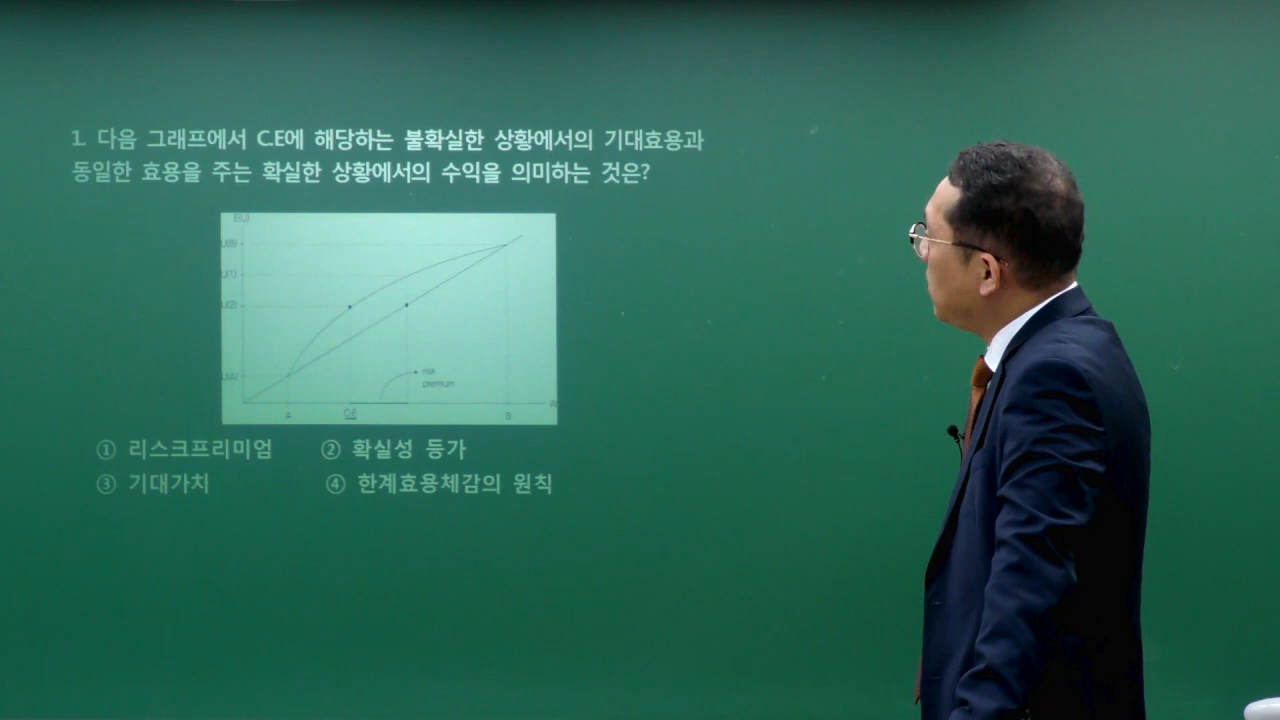 1. 다음 그래프에서 C.E에 해당하는 불확실한 상황에서의 기대효용과
동일한 효용을 주는 확실한 상황에서의 수익을 의미하는 것은?
U(B)
U(1)
U(2)
U(A)
risk
premium
A C.E B W
① 리스크프리미엄 ② 확실성 등가
③ 기대가치 ④ 한계효용체감의 원칙